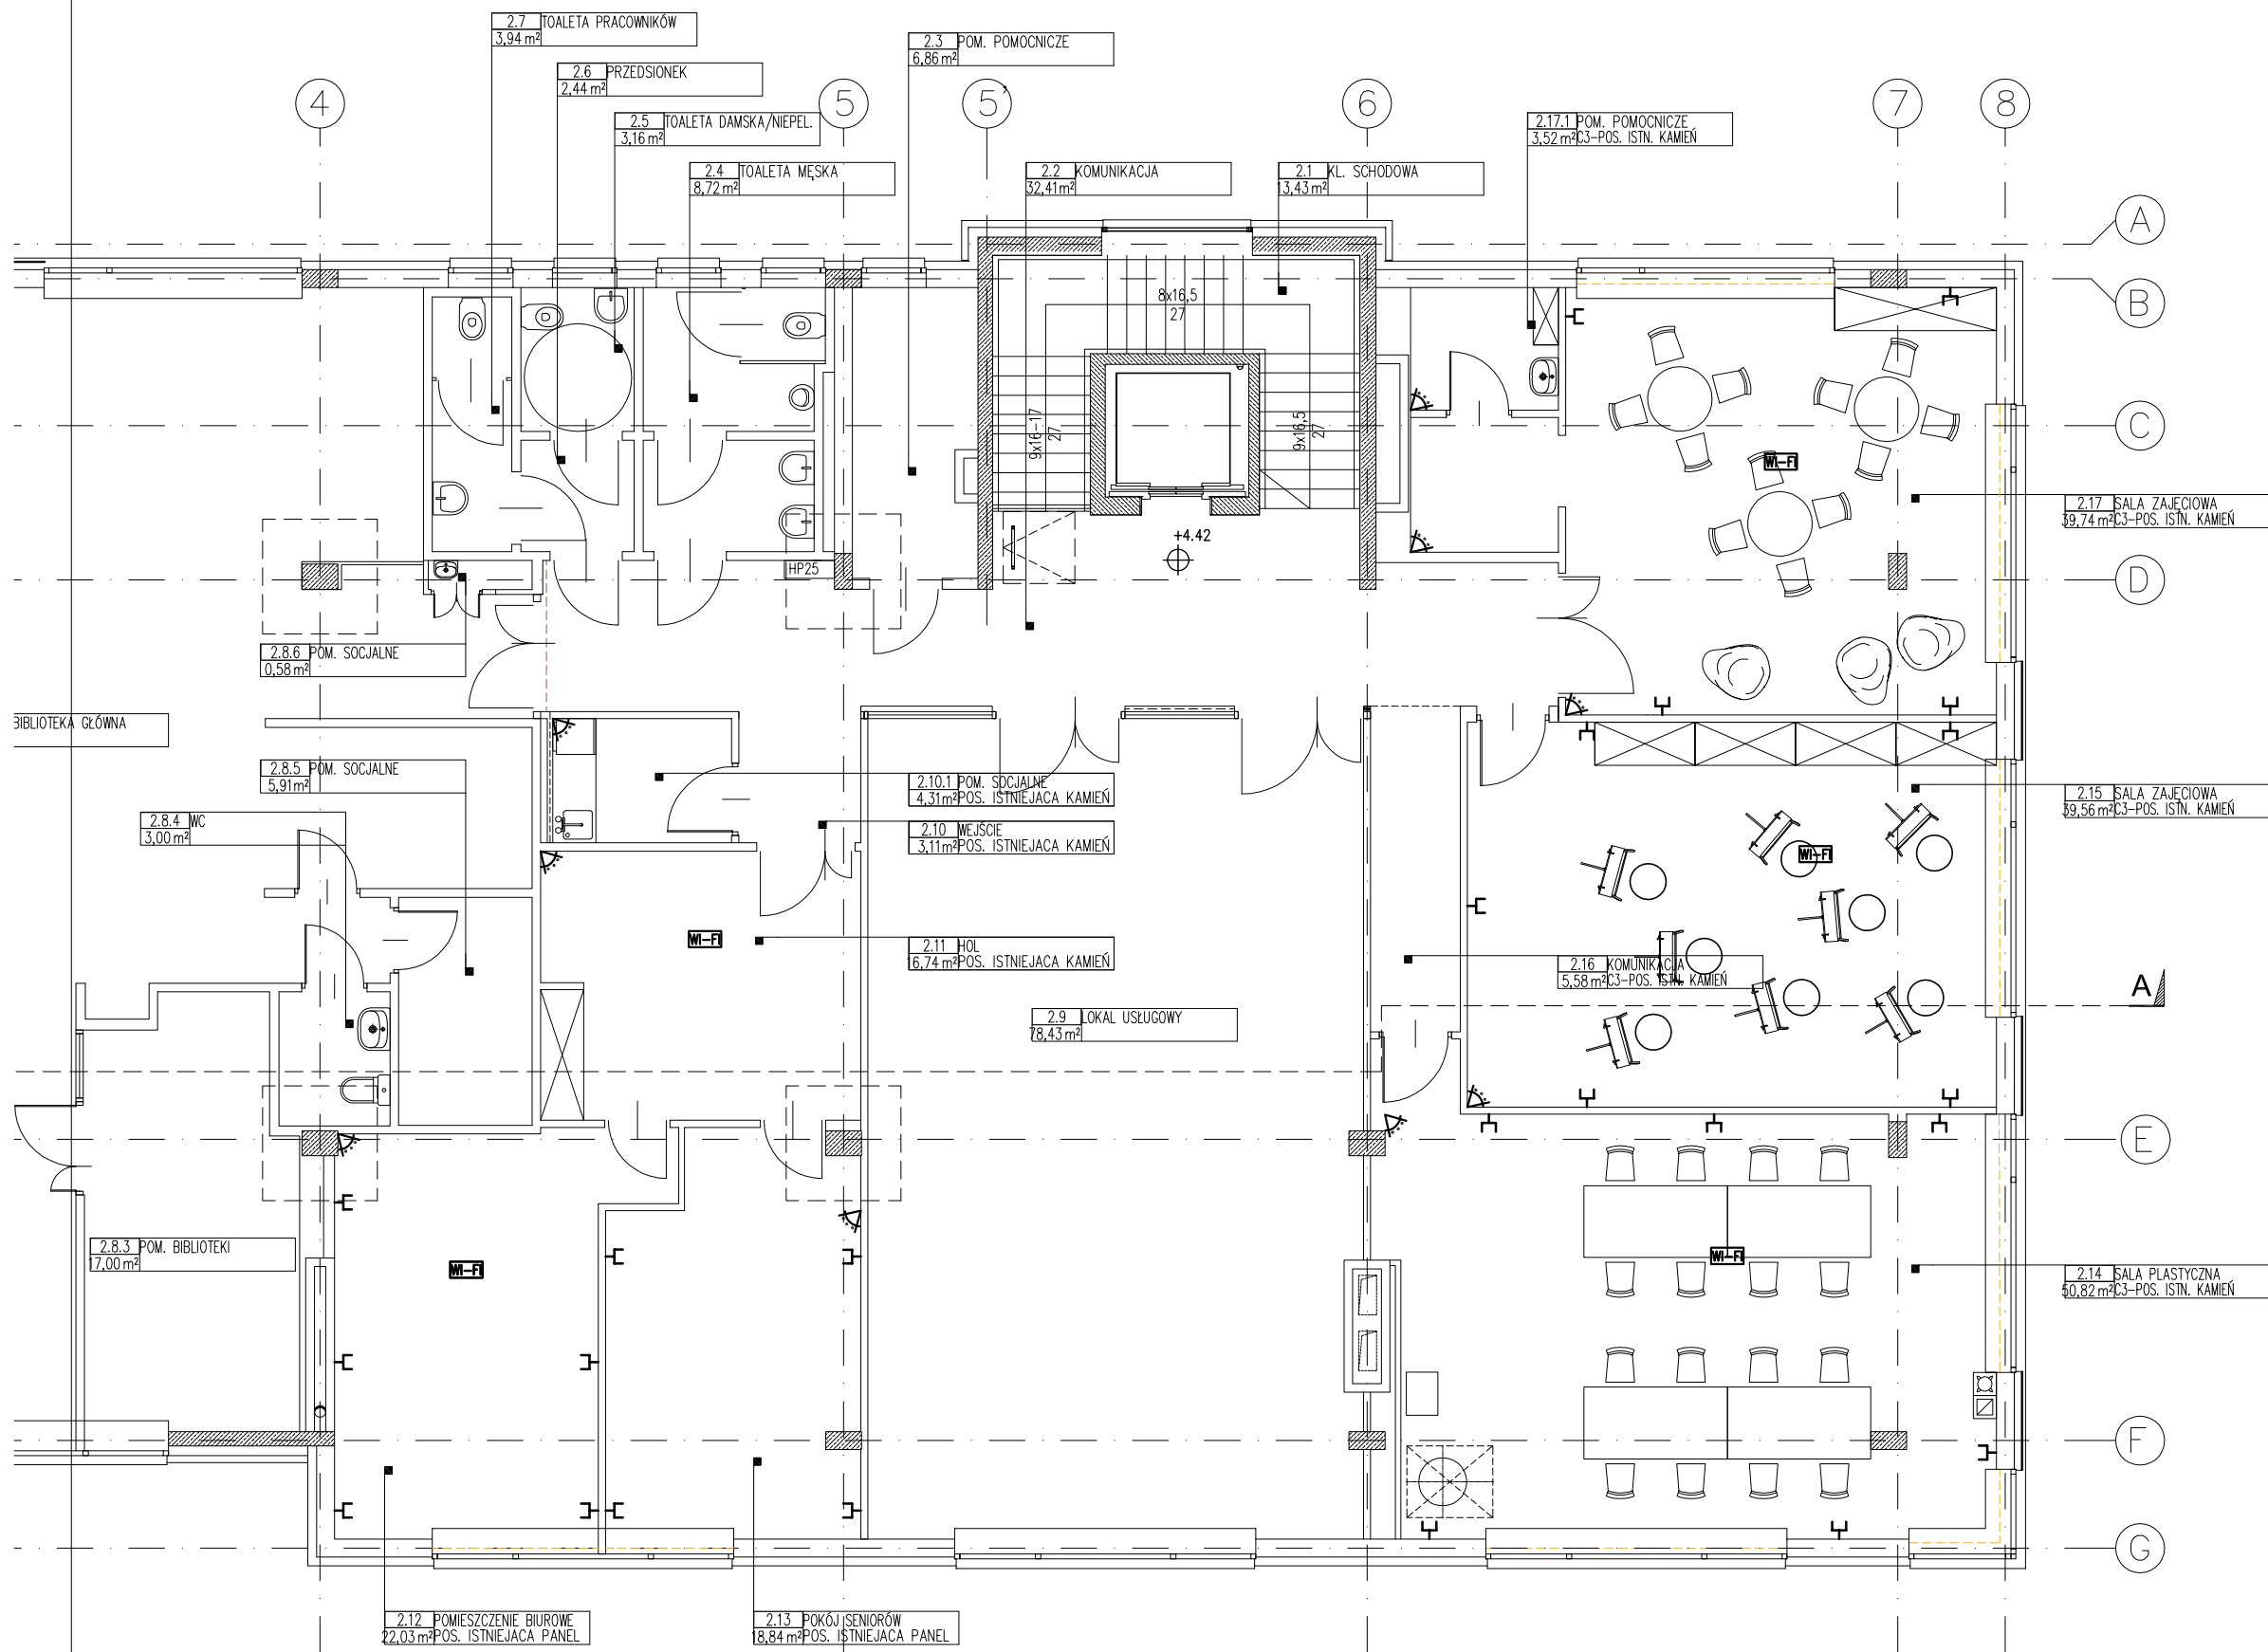 2.7 TOALETA PRACOWNIKÓW
3,94 m²
2.3 POM. POMOCNICZE
6,86 m²
2.6 PRZEDSIONEK
2,44 m²
4
5
5'
6
7
8
2.5 TOALETA DAMSKA/NIEPEL.
3,16 m²
2.17.1 POM. POMOCNICZE
3,52 m² C3-POS. ISTN. KAMIEŃ
2.4 TOALETA MĘSKA
8,72 m²
2.2 KOMUNIKACJA
32,41 m²
2.1 KL. SCHODOWA
13,43 m²
A
B
8x16,5
27
C
9x16-17
27
9x16,5
27
WI-FI
2.17 SALA ZAJĘCIOWA
39,74 m² C3-POS. ISTN. KAMIEŃ
+4.42
HP25
D
2.8.6 POM. SOCJALNE
0,58 m²
BIBLIOTEKA GŁÓWNA
2.8.5 POM. SOCJALNE
5,91 m²
2.10.1 POM. SOCJALNE
4,31 m² POS. ISTNIEJACA KAMIEŃ
2.15 SALA ZAJĘCIOWA
39,56 m² C3-POS. ISTN. KAMIEŃ
2.8.4 WC
3,00 m²
2.10 WEJŚCIE
3,11 m² POS. ISTNIEJACA KAMIEŃ
WI-FI
WI-FI
2.11 HOL
16,74 m² POS. ISTNIEJACA KAMIEŃ
2.16 KOMUNIKACJA
5,58 m² C3-POS. ISTN. KAMIEŃ
A
2.9 LOKAL USŁUGOWY
78,43 m²
E
2.8.3 POM. BIBLIOTEKI
17,00 m²
WI-FI
WI-FI
2.14 SALA PLASTYCZNA
50,82 m² C3-POS. ISTN. KAMIEŃ
F
G
2.12 POMIESZCZENIE BIUROWE
22,03 m² POS. ISTNIEJACA PANEL
2.13 POKÓJ SENIORÓW
18,84 m² POS. ISTNIEJACA PANEL